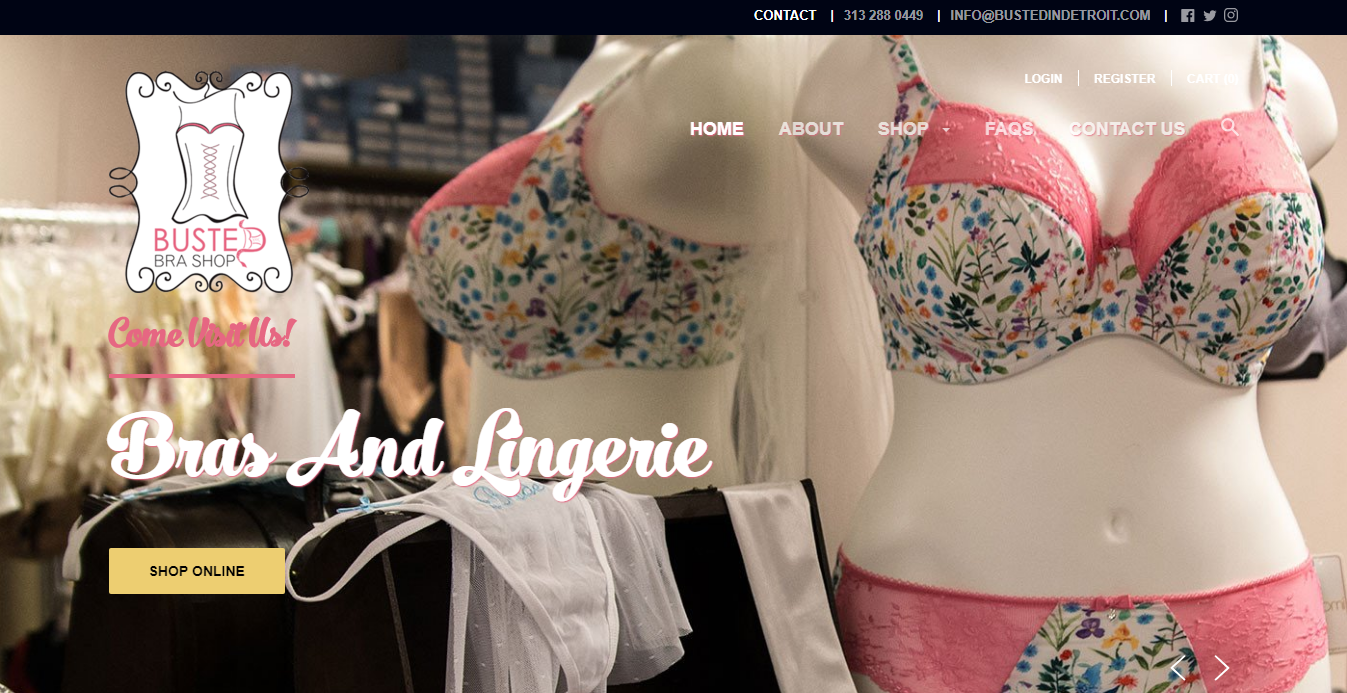 CONTACT | 313 288 0449 | INFO@BUSTEDINDETROIT.COM |
LOGIN REGISTER CART (0)
HOME ABOUT SHOP FAQS CONTACT US
BUSTED
BRA SHOP
Come Visit Us!
Bras And Lingerie
Bride
SHOP ONLINE